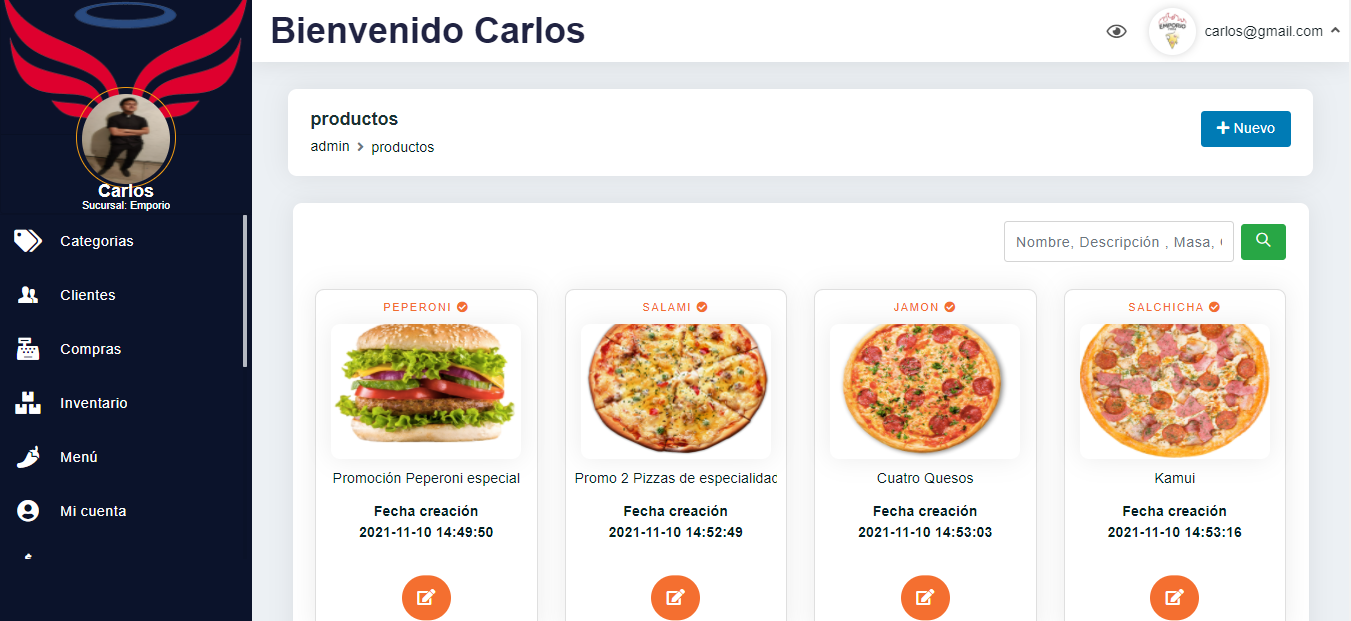 Bienvenido Carlos
EMPORIO
carlos@gmail.com
Carlos
Sucursal: Emporio
Categorias
Clientes
Compras
Inventario
Menú
Mi cuenta
productos
admin > productos
+ Nuevo
Nombre, Descripción , Masa,
PEPERONI
Promoción Peperoni especial
Fecha creación
2021-11-10 14:49:50
SALAMI
Promo 2 Pizzas de especialidad
Fecha creación
2021-11-10 14:52:49
JAMON
Cuatro Quesos
Fecha creación
2021-11-10 14:53:03
SALCHICHA
Kamui
Fecha creación
2021-11-10 14:53:16